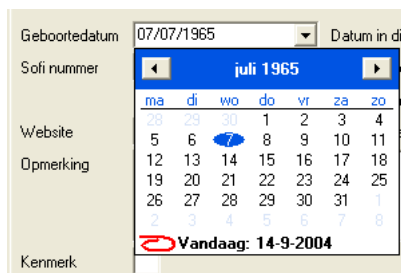 Geboortedatum 07/07/1965 Datum in di
Sofi nummer
juli 1965
ma di wo do vr za zo
28 29 30 1 2 3 4
5 6 7 8 9 10 11
Website
12 13 14 15 16 17 18
Opmerking
19 20 21 22 23 24 25
26 27 28 29 30 31 1
2 3 4 5 6 7 8
Vandaag: 14-9-2004
Kenmerk